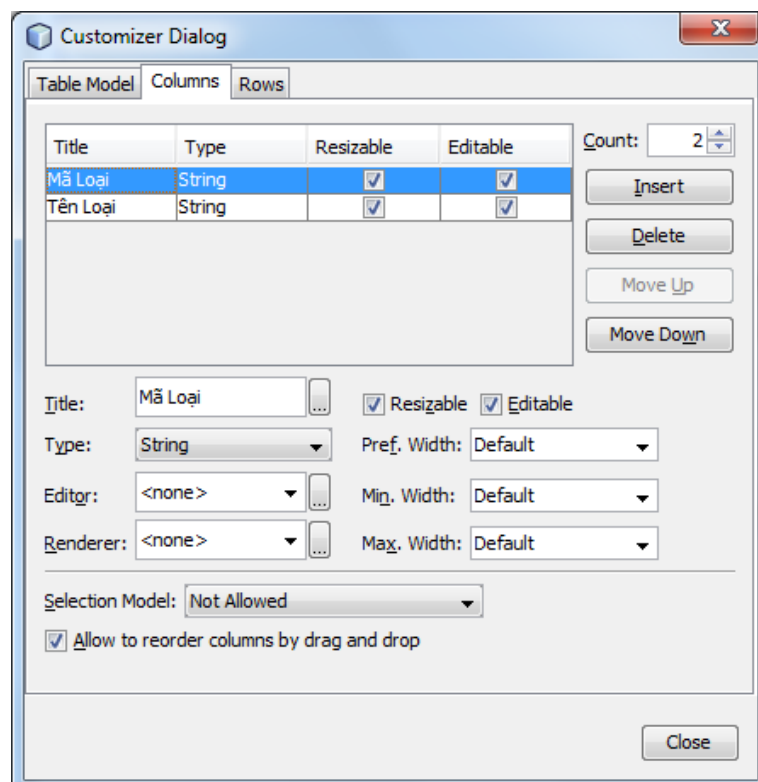 Customizer Dialog
Table Model Columns Rows
Title Type Resizable Editable
Mã Loại String
Tên Loại String
Count: 2
Insert
Delete
Move Up
Move Down
Title: Mã Loại ... Resizable Editable
Type: String Pref. Width: Default
Editor: <none> ... Min. Width: Default
Renderer: <none> ... Max. Width: Default
Selection Model: Not Allowed
Allow to reorder columns by drag and drop
Close